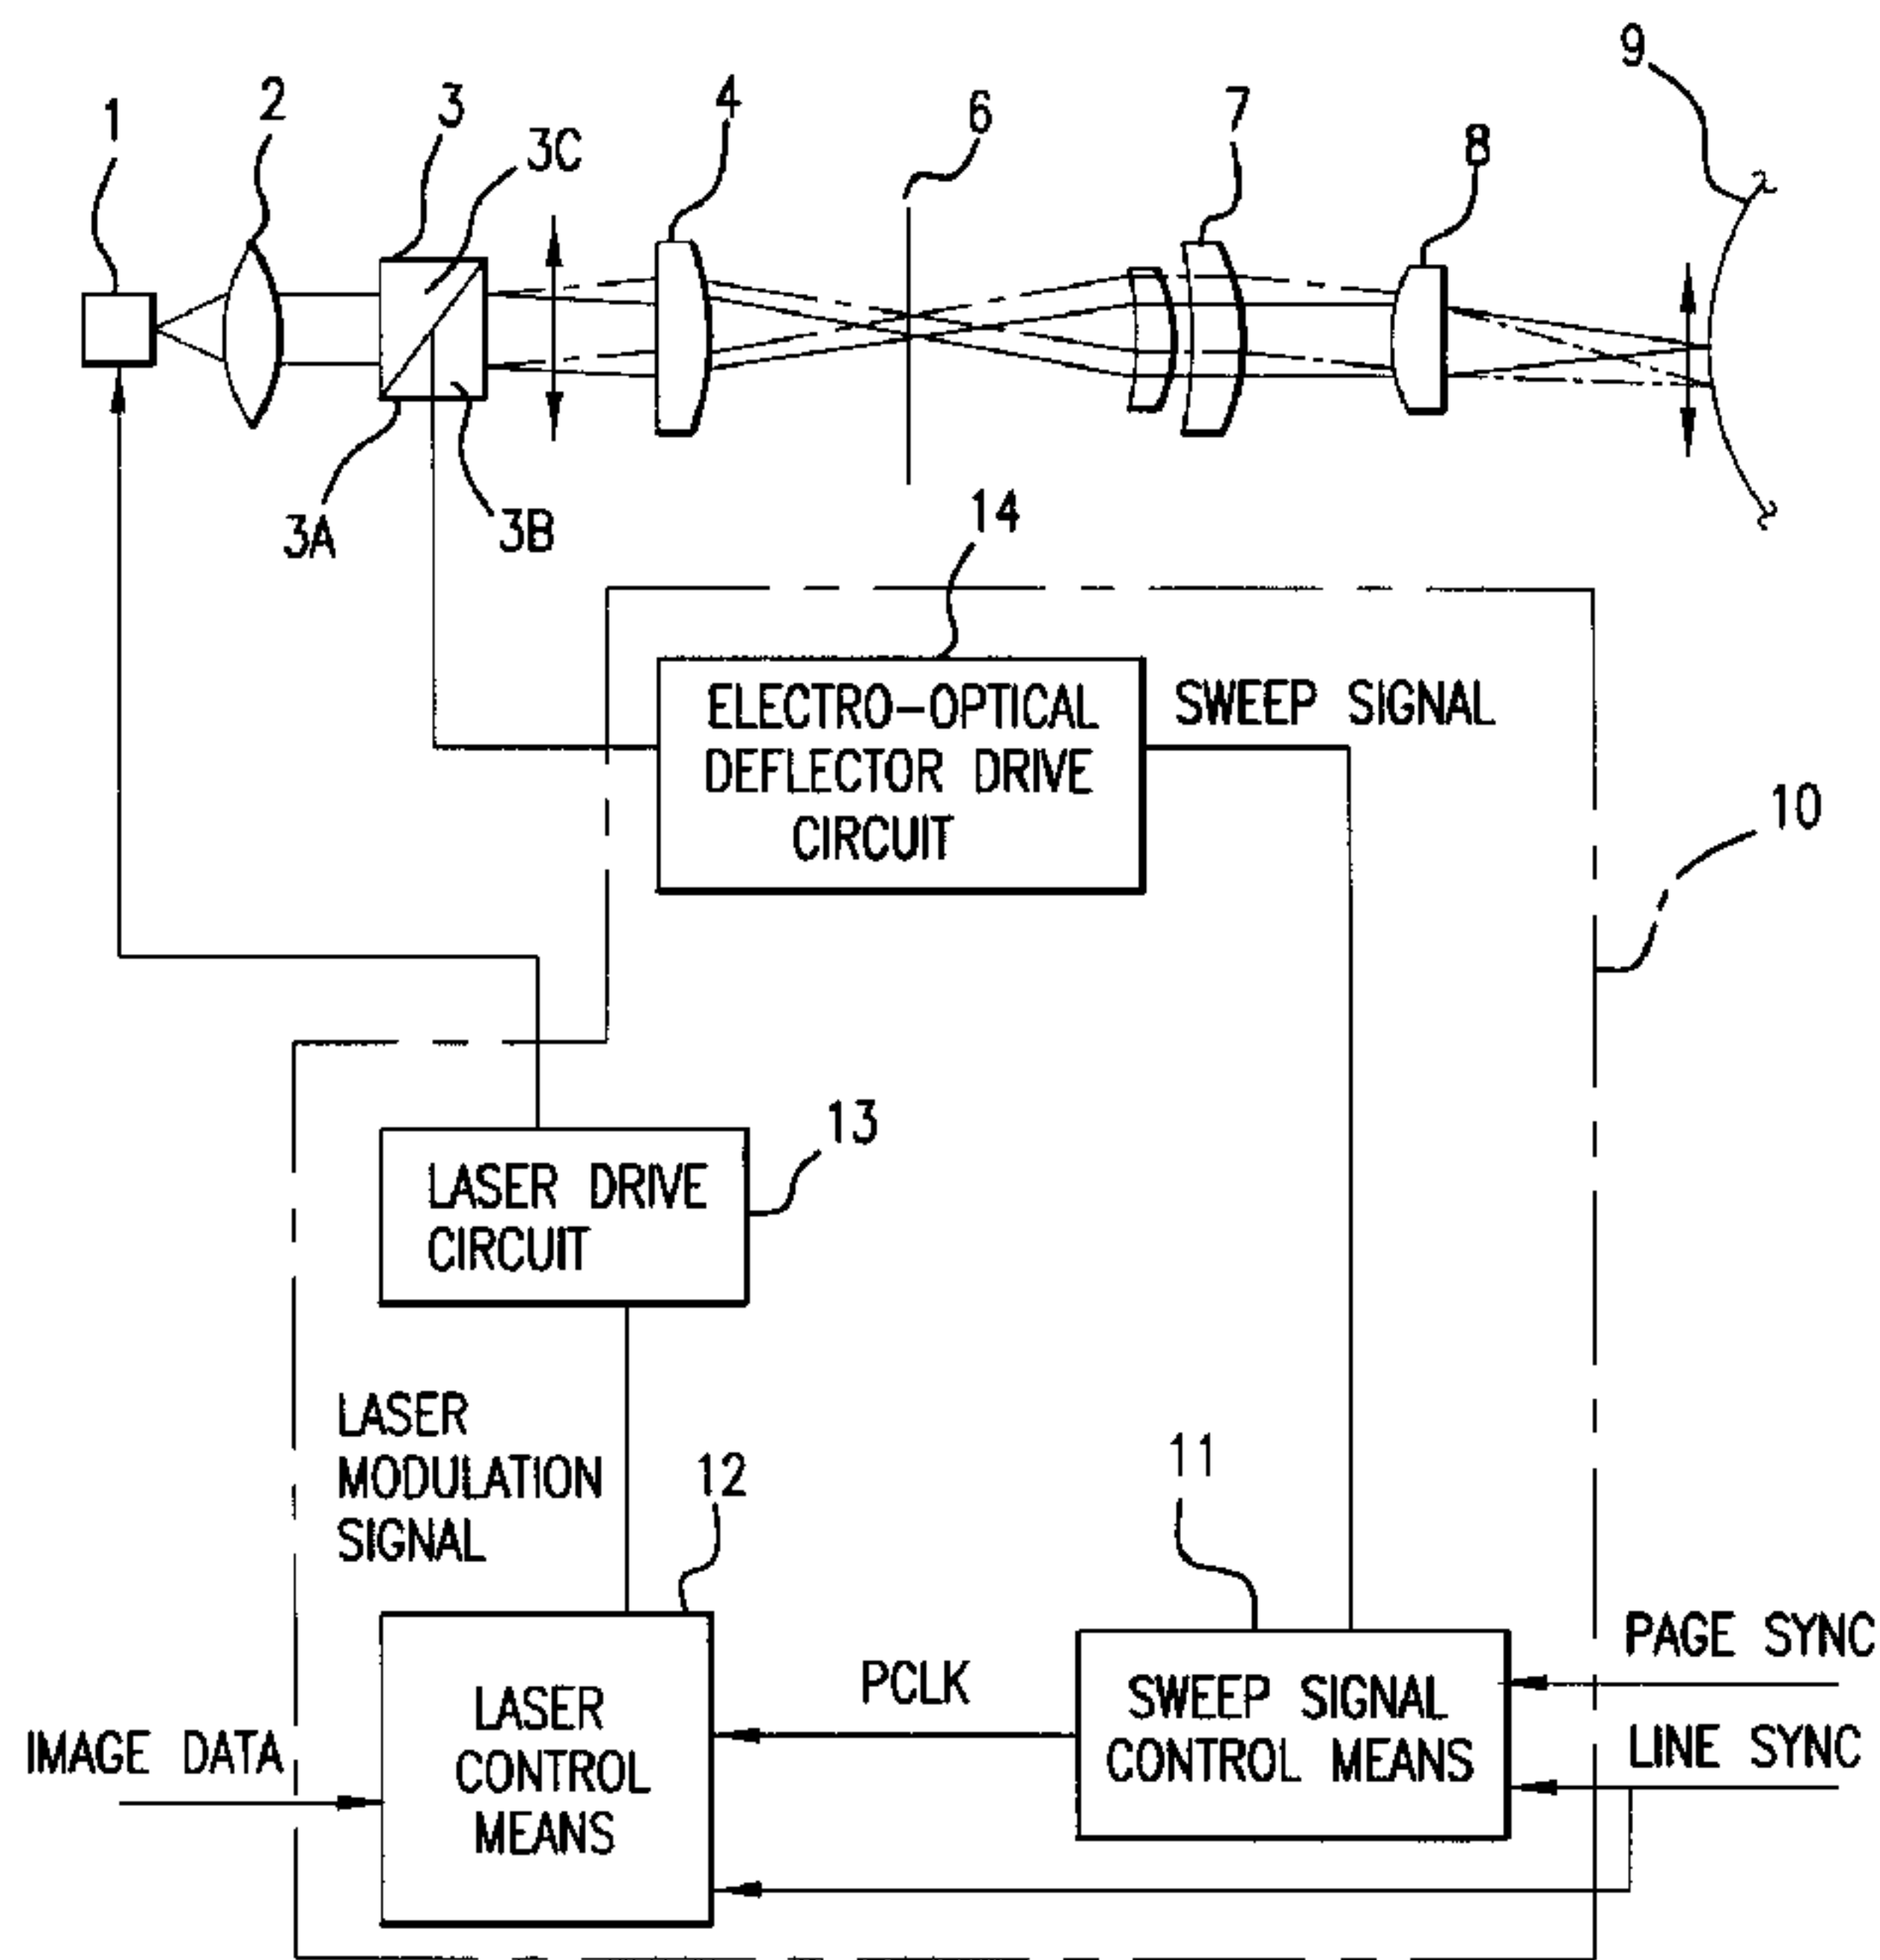 1
2
3
3C
4
6
7
8
9
3A
3B
14
ELECTRO-OPTICAL
DEFLECTOR DRIVE
CIRCUIT
SWEEP SIGNAL
10
13
LASER DRIVE
CIRCUIT
LASER
MODULATION
SIGNAL
12
11
LASER
CONTROL
MEANS
PCLK
SWEEP SIGNAL
CONTROL MEANS
PAGE SYNC
LINE SYNC
IMAGE DATA